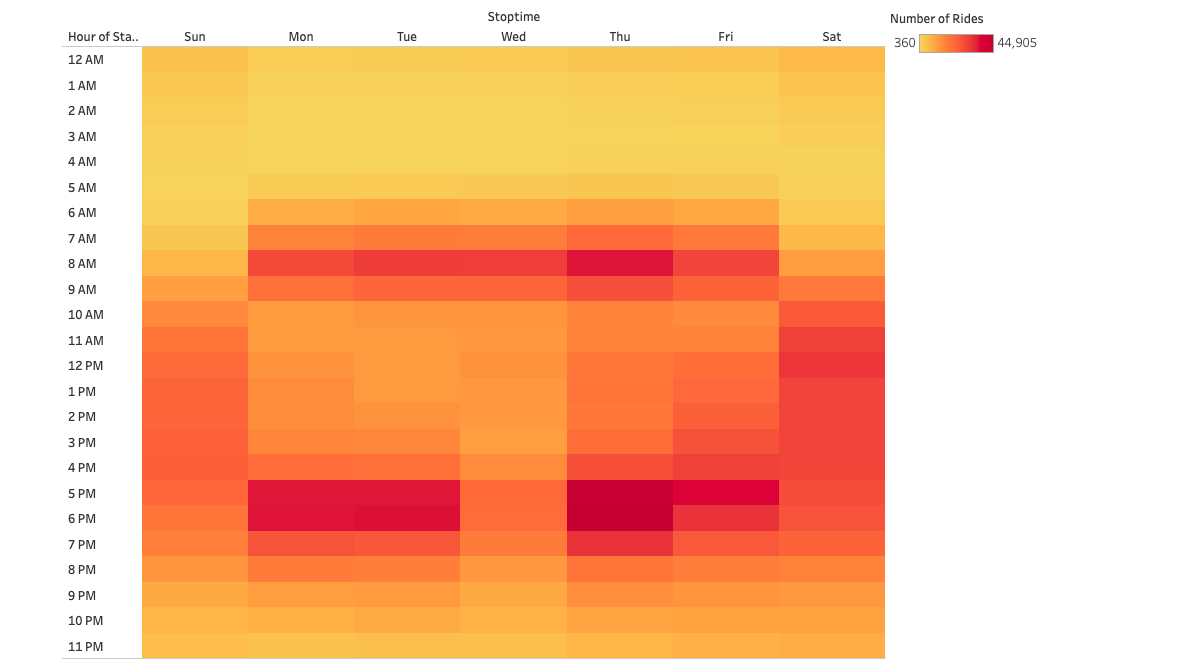 Stoptime
Number of Rides
Hour of Sta.. Sun Mon Tue Wed Thu Fri Sat
360 44,905
12 AM
1 AM
2 AM
3 AM
4 AM
5 AM
6 AM
7 AM
8 AM
9 AM
10 AM
11 AM
12 PM
1 PM
2 PM
3 PM
4 PM
5 PM
6 PM
7 PM
8 PM
9 PM
10 PM
11 PM